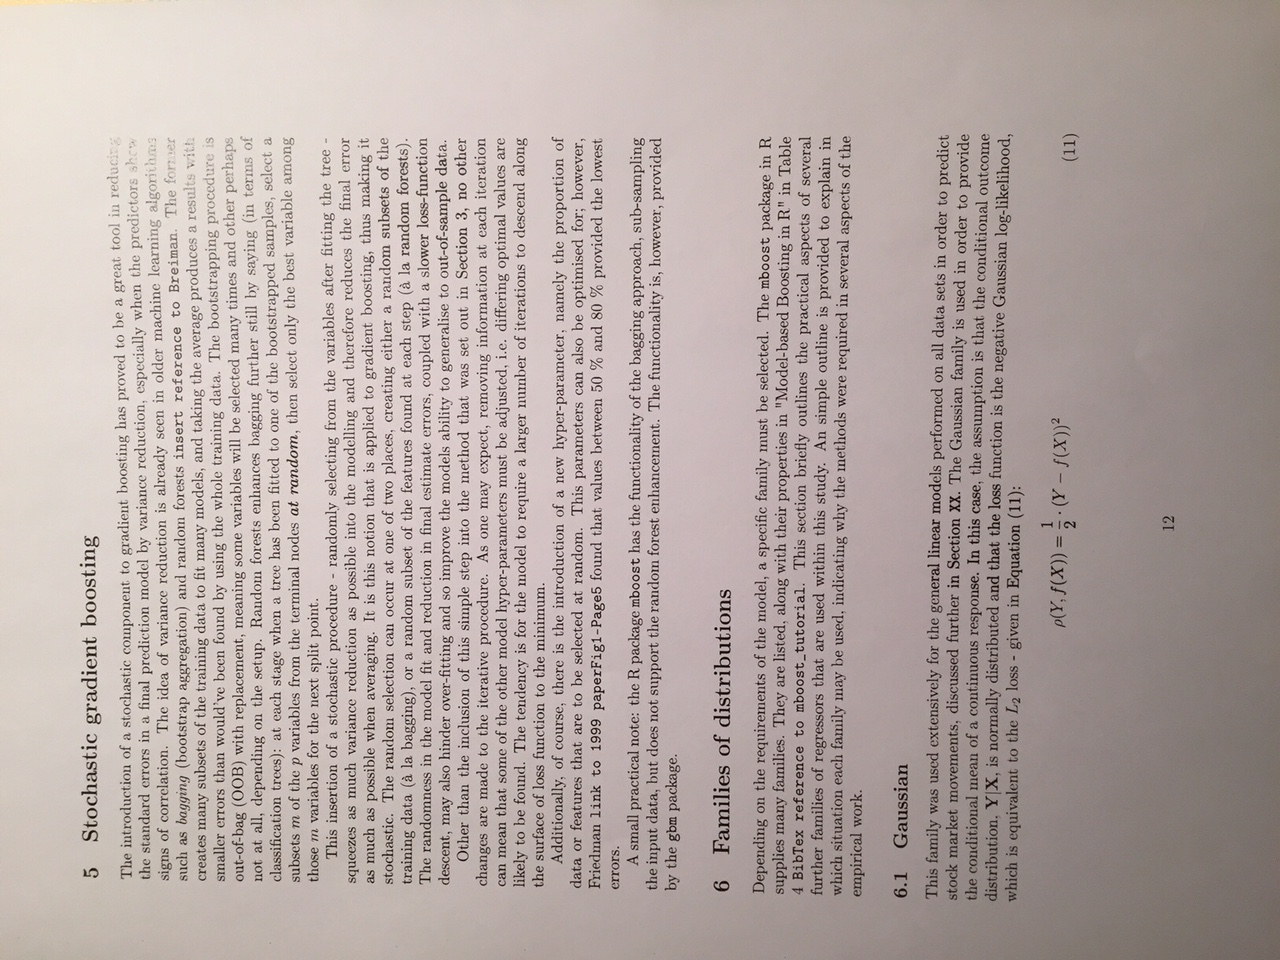 5 Stochastic gradient boosting
The introduction of a stochastic component to gradient boosting has proved to be a great tool in reducing
the standard errors in a final prediction model by variance reduction, especially when the predictors show
signs of correlation. The idea of variance reduction is already seen in older machine learning algorithms
such as bagging (bootstrap aggregation) and random forests insert reference to Breiman. The former
creates many subsets of the training data to fit many models, and taking the average produces a results with
smaller errors than would've been found by using the whole training data. The bootstrapping procedure is
out-of-bag (OOB) with replacement, meaning some variables will be selected many times and other perhaps
not at all, depending on the setup. Random forests enhances bagging further still by saying (in terms of
classification trees): at each stage when a tree has been fitted to one of the bootstrapped samples, select a
subsets m of the p variables from the terminal nodes at random, then select only the best variable among
those m variables for the next split point.
This insertion of a stochastic procedure - randomly selecting from the variables after fitting the tree -
squeezes as much variance reduction as possible into the modelling and therefore reduces the final error
as much as possible when averaging. It is this notion that is applied to gradient boosting, thus making it
stochastic. The random selection can occur at one of two places, creating either a random subsets of the
training data (à la bagging), or a random subset of the features found at each step (à la random forests).
The randomness in the model fit and reduction in final estimate errors, coupled with a slower loss-function
descent, may also hinder over-fitting and so improve the models ability to generalise to out-of-sample data.
Other than the inclusion of this simple step into the method that was set out in Section 3, no other
changes are made to the iterative procedure. As one may expect, removing information at each iteration
can mean that some of the other model hyper-parameters must be adjusted, i.e. differing optimal values are
likely to be found. The tendency is for the model to require a larger number of iterations to descend along
the surface of loss function to the minimum.
Additionally, of course, there is the introduction of a new hyper-parameter, namely the proportion of
data or features that are to be selected at random. This parameters can also be optimised for; however,
Friedman link to 1999 paperFig1-Page5 found that values between 50 % and 80 % provided the lowest
errors.
A small practical note: the R package mboost has the functionality of the bagging approach, sub-sampling
the input data, but does not support the random forest enhancement. The functionality is, however, provided
by the gbm package.
6 Families of distributions
Depending on the requirements of the model, a specific family must be selected. The mboost package in R
supplies many families. They are listed, along with their properties in "Model-based Boosting in R" in Table
4 BibTex reference to mboost_tutorial. This section briefly outlines the practical aspects of several
further families of regressors that are used within this study. An simple outline is provided to explain in
which situation each family may be used, indicating why the methods were required in several aspects of the
empirical work.
6.1 Gaussian
This family was used extensively for the general linear models performed on all data sets in order to predict
stock market movements, discussed further in Section XX. The Gaussian family is used in order to provide
the conditional mean of a continuous response. In this case, the assumption is that the conditional outcome
distribution, Y|X, is normally distributed and that the loss function is the negative Gaussian log-likelihood,
which is equivalent to the L₂ loss - given in Equation (11):
ρ(Y, f(X)) = 1/2 · (Y − f(X))² (11)
12